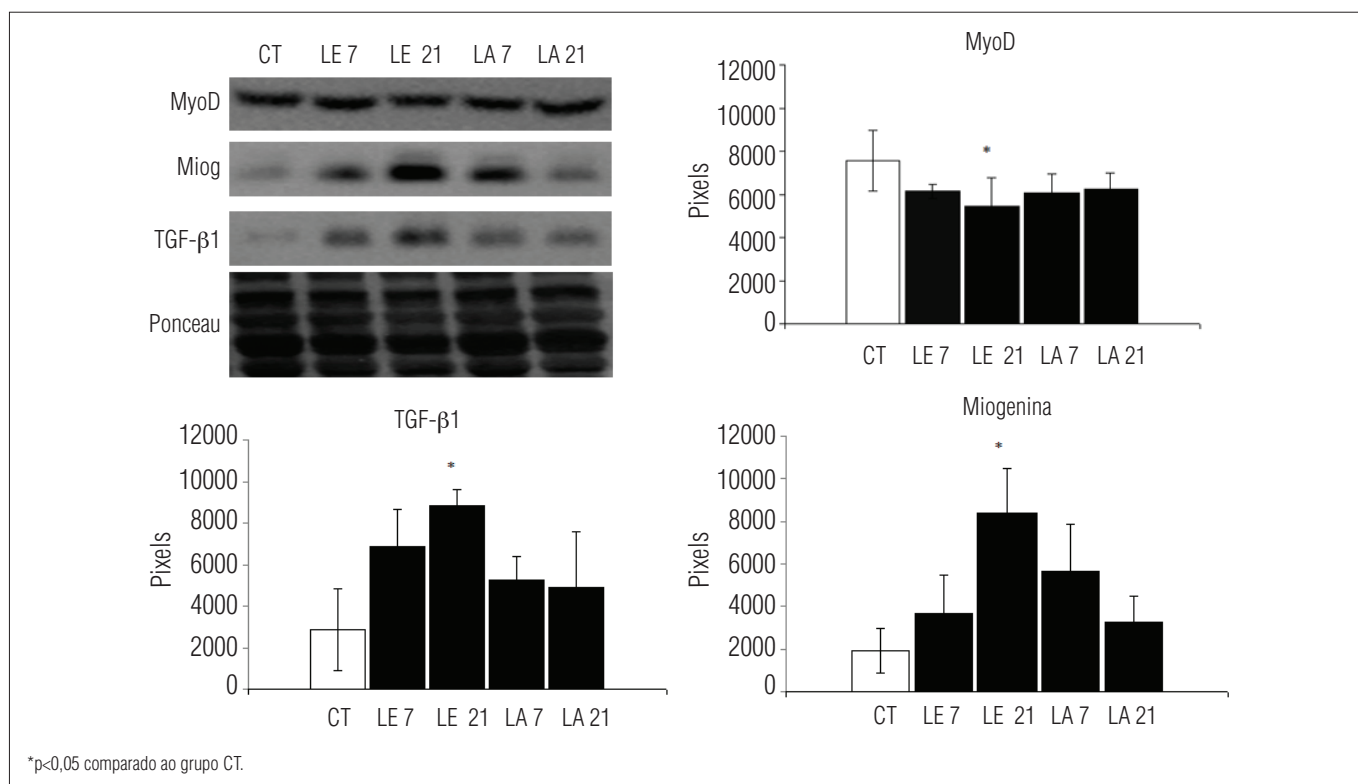 CT LE 7 LE 21 LA 7 LA 21
MyoD
Miog
TGF-β1
Ponceau
MyoD
12000
10000
8000
6000
4000
2000
0
Pixels
*
CT LE 7 LE 21 LA 7 LA 21
TGF-β1
12000
10000
8000
6000
4000
2000
0
Pixels
*
CT LE 7 LE 21 LA 7 LA 21
Miogenina
12000
10000
8000
6000
4000
2000
0
Pixels
*
CT LE 7 LE 21 LA 7 LA 21
*p<0,05 comparado ao grupo CT.